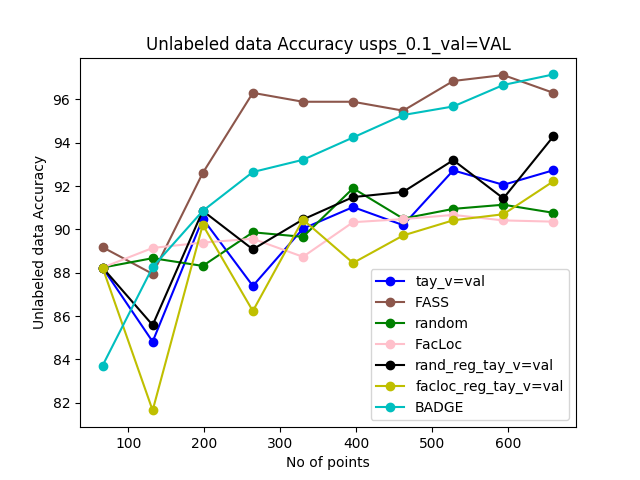 Unlabeled data Accuracy usps_0.1_val=VAL
Unlabeled data Accuracy
96
94
92
90
88
86
84
82
tay_v=val
FASS
random
FacLoc
rand_reg_tay_v=val
facloc_reg_tay_v=val
BADGE
100 200 300 400 500 600
No of points